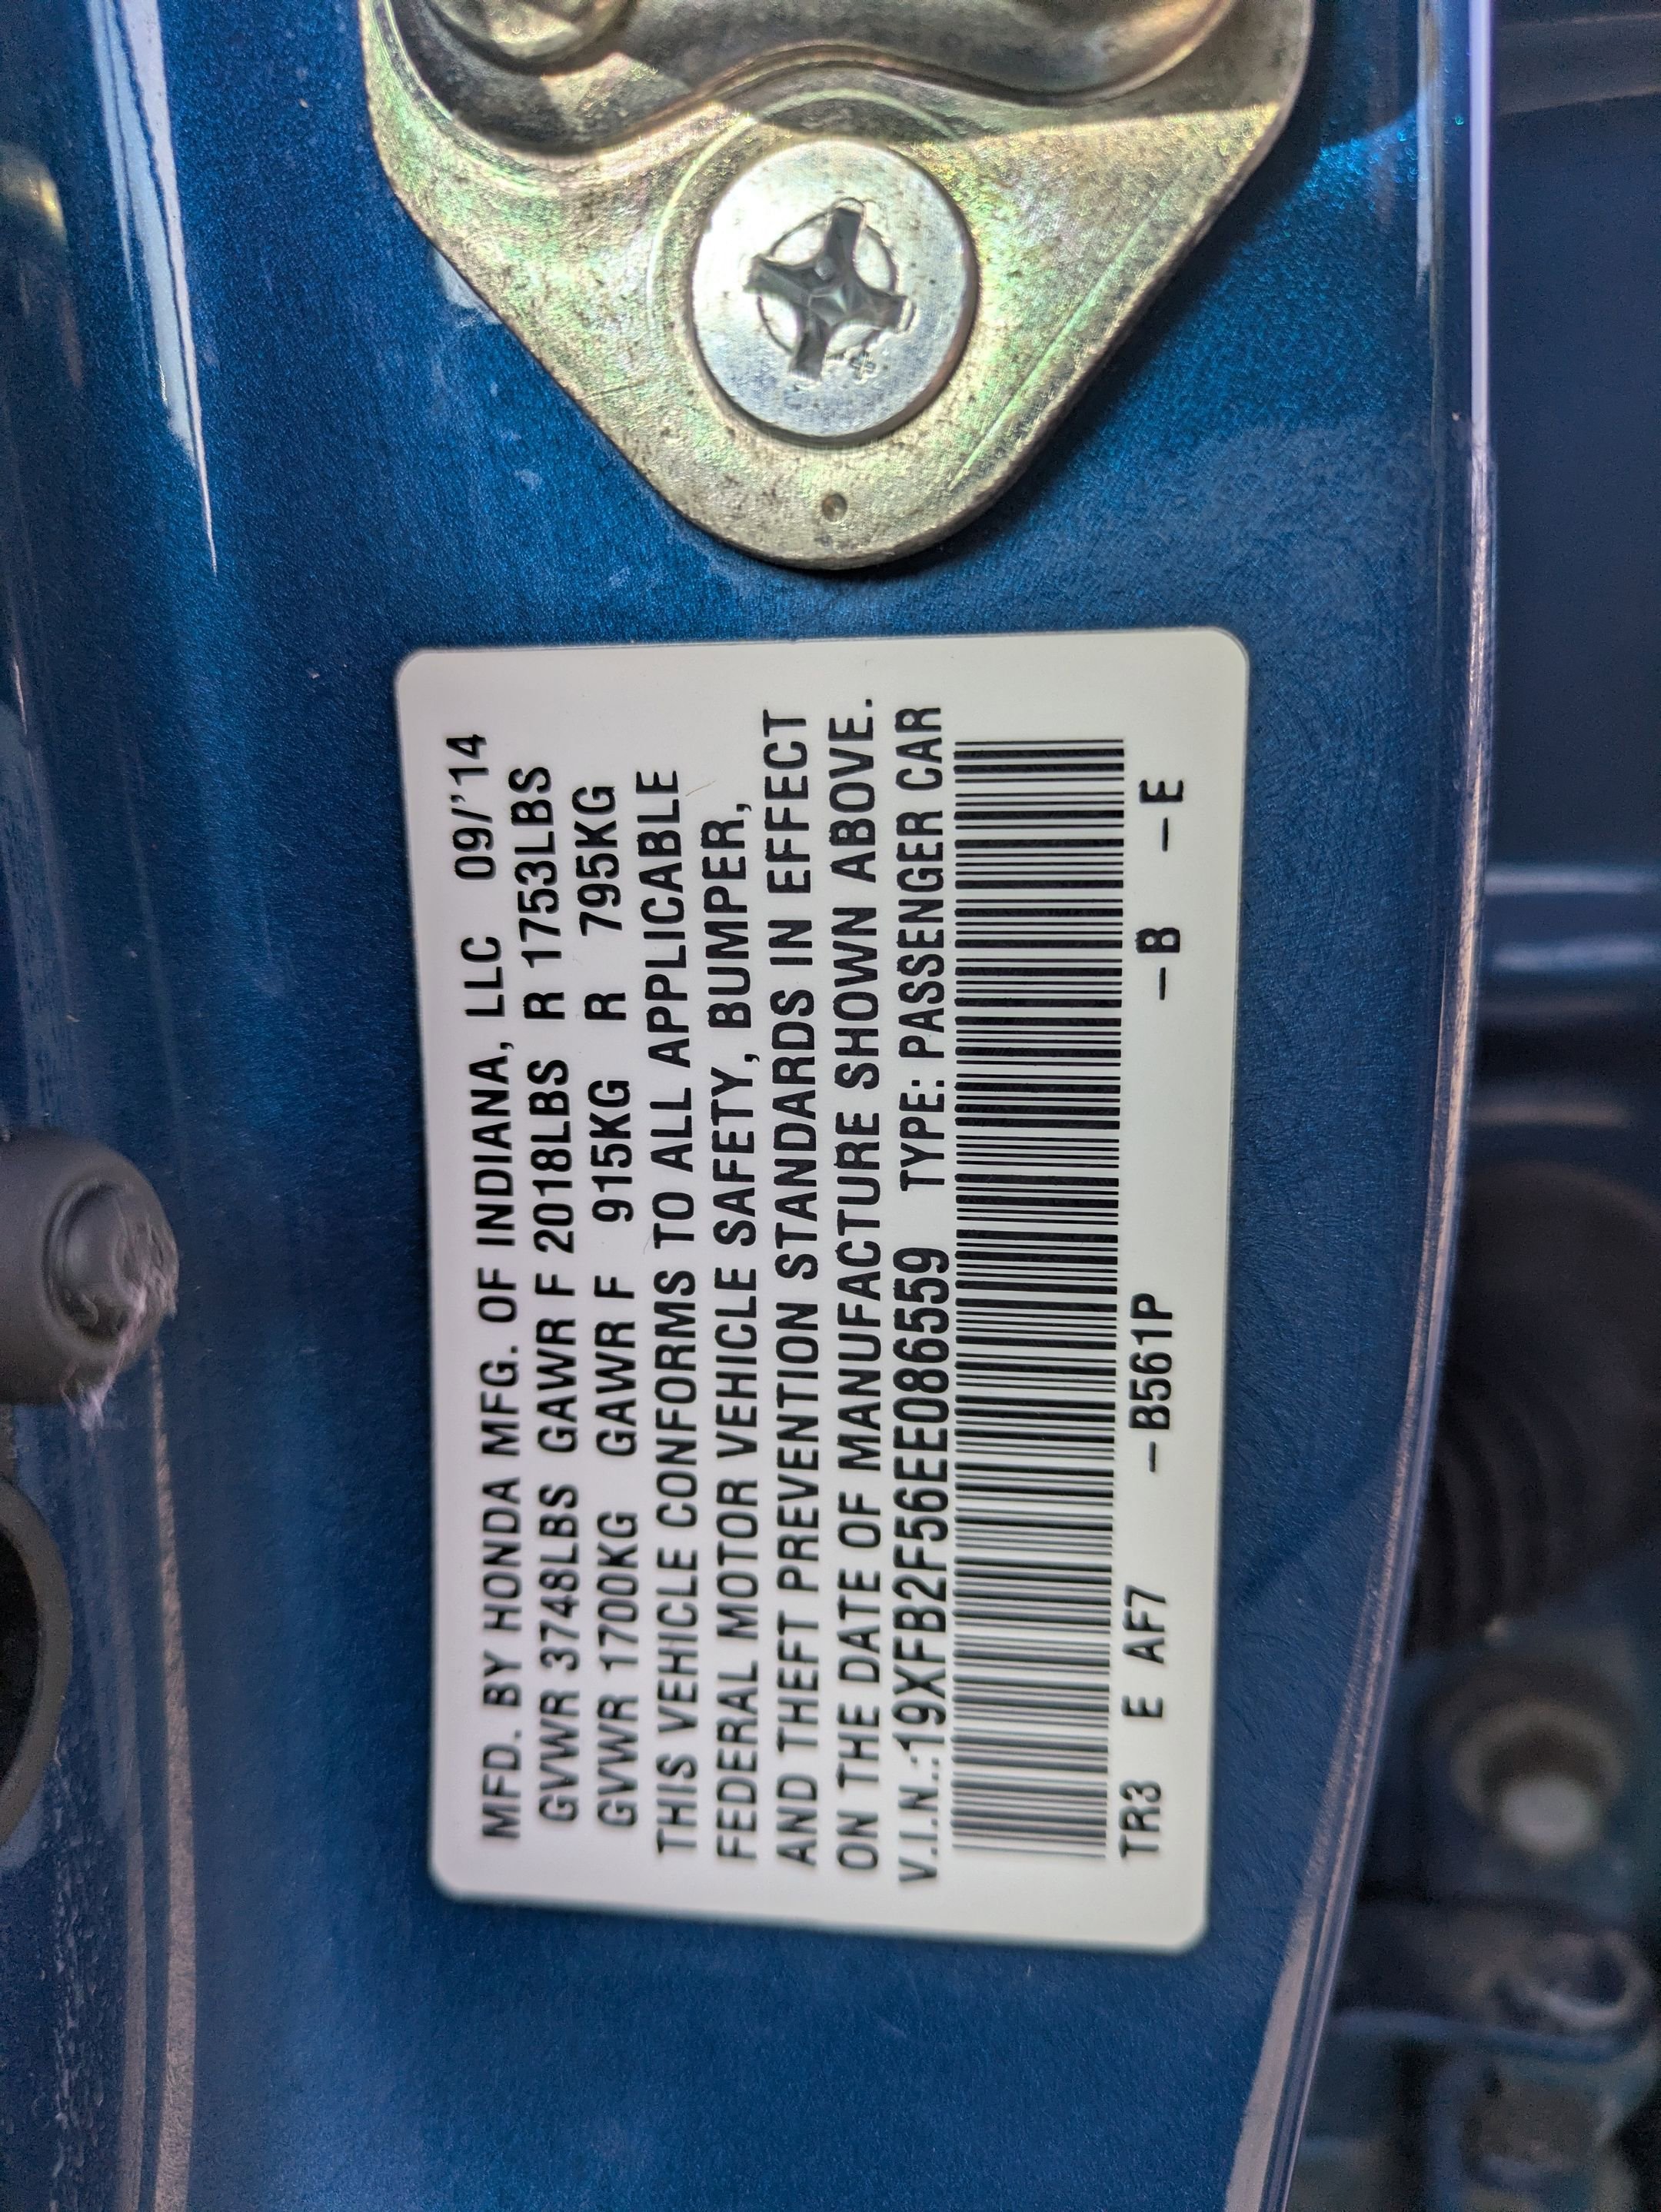 MFD. BY HONDA MFG. OF INDIANA, LLC 09/'14
GVWR 3748LBS GAWR F 2018LBS R 1753LBS
GVWR 1700KG GAWR F 915KG R 795KG
THIS VEHICLE CONFORMS TO ALL APPLICABLE
FEDERAL MOTOR VEHICLE SAFETY, BUMPER,
AND THEFT PREVENTION STANDARDS IN EFFECT
ON THE DATE OF MANUFACTURE SHOWN ABOVE.
V.I.N.:19XFB2F56EE086559 TYPE: PASSENGER CAR
TR3 E AF7 –B561P –B –E